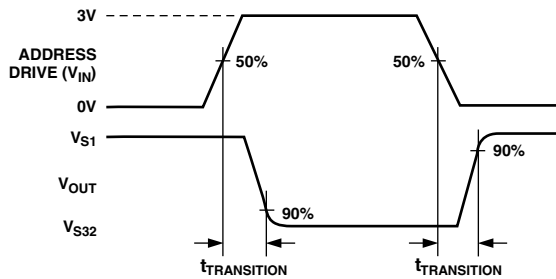 3V
ADDRESS
DRIVE (VIN)
50%
50%
0V
VS1
90%
VOUT
90%
VS32
tTRANSITION
tTRANSITION